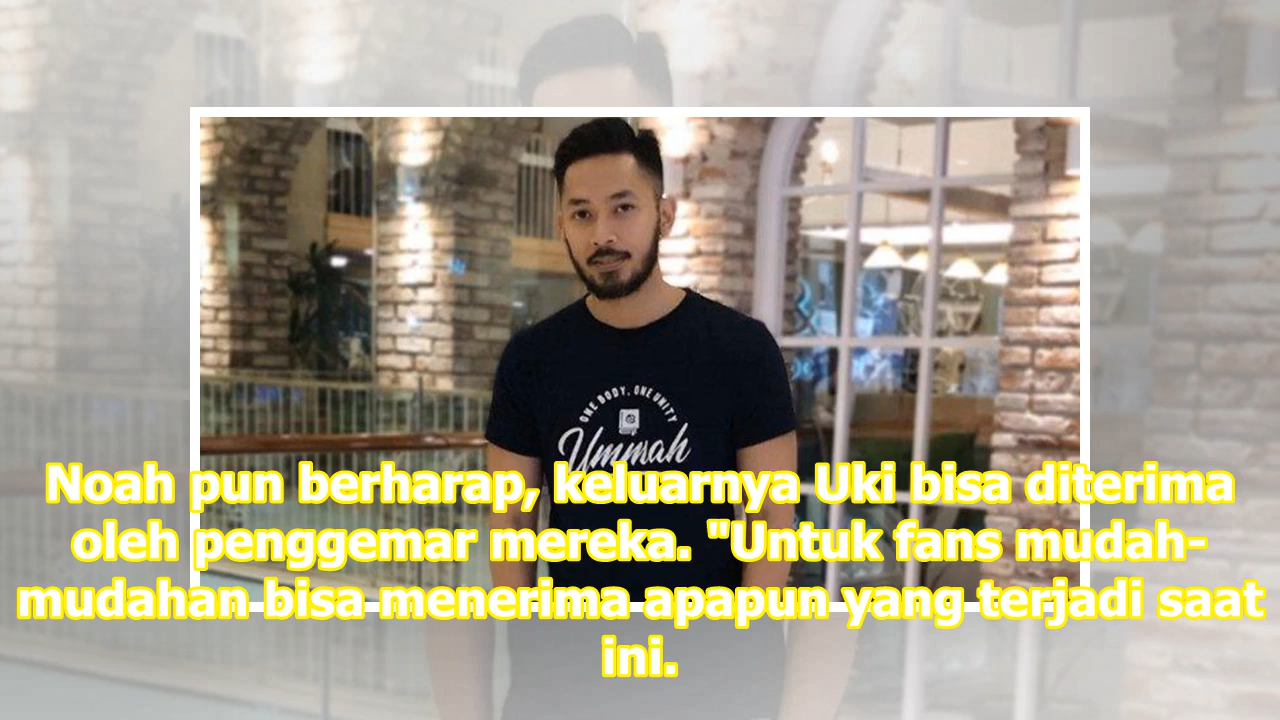 ONE BODY, ONE UNITY
Ummah
Noah pun berharap, keluarnya Uki bisa diterima
oleh penggemar mereka. "Untuk fans mudah-
mudahan bisa menerima apapun yang terjadi saat
ini.